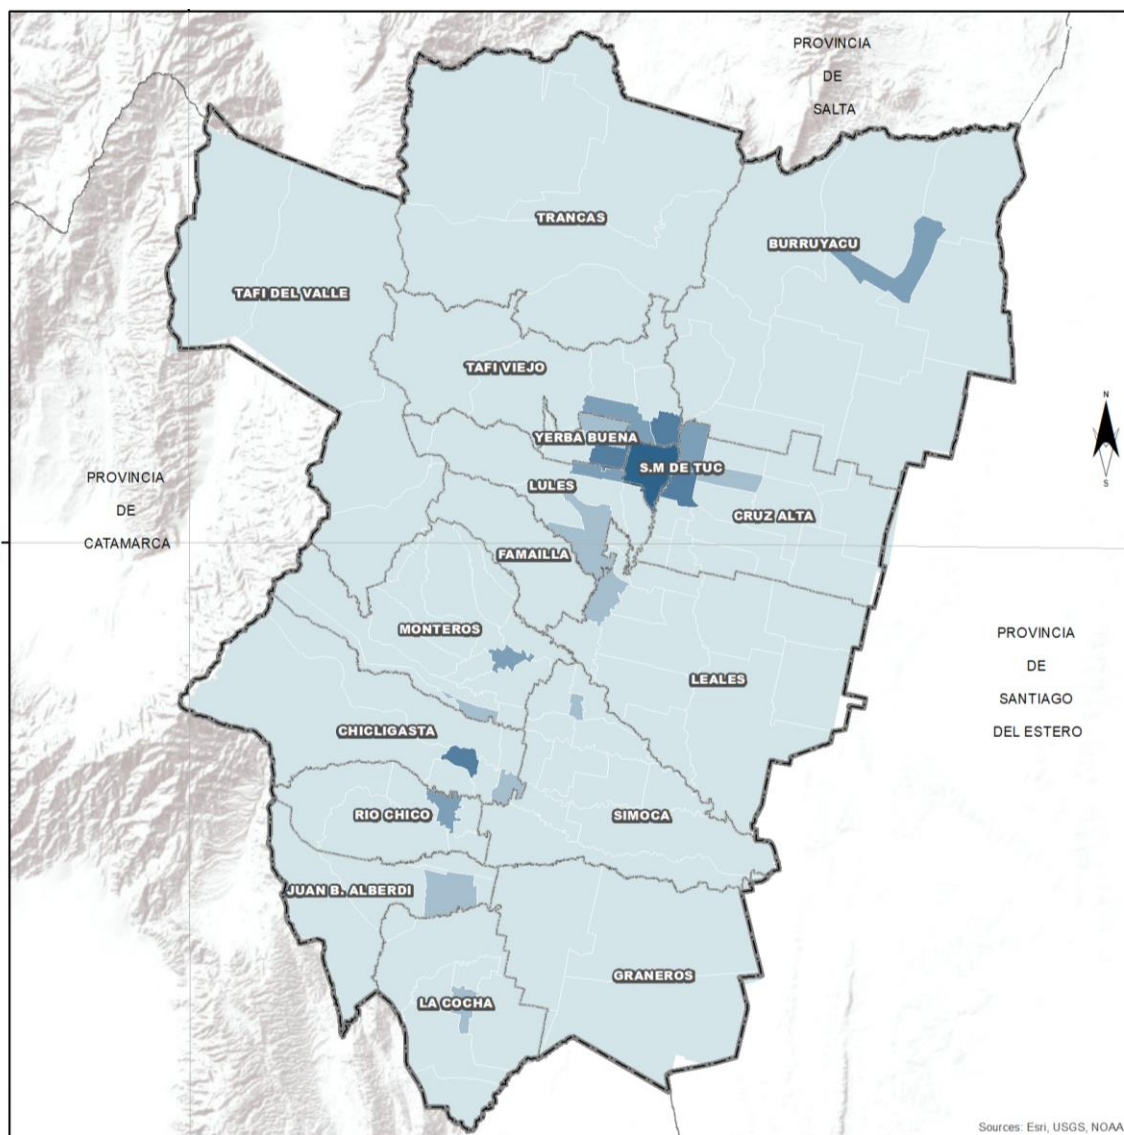 PROVINCIA
DE
SALTA
TRANCAS
BURRUYACU
TAFI DEL VALLE
TAFI VIEJO
N
S
YERBA BUENA
S.M DE TUC
LULES
CRUZ ALTA
PROVINCIA
DE
CATAMARCA
FAMAILLA
MONTEROS
LEALES
PROVINCIA
DE
SANTIAGO
DEL ESTERO
CHICLIGASTA
RIO CHICO
SIMOCA
JUAN B. ALBERDI
GRANEROS
LA COCHA
Sources: Esri, USGS, NOAA